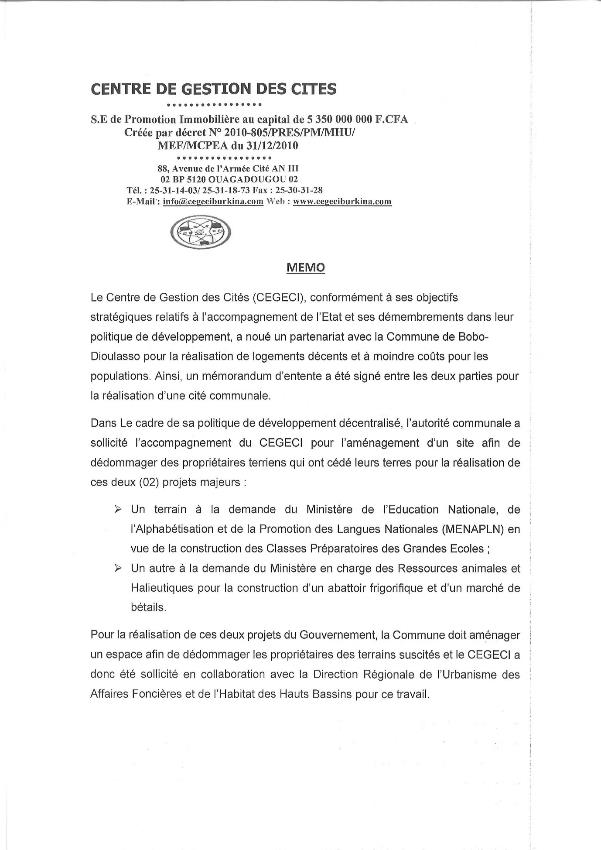 CENTRE DE GESTION DES CITES
S.E de Promotion Immobilière au capital de 5 350 000 000 F.CFA
Créée par décret N° 2010-805/PRES/PM/MHU/
MEF/MCPEA du 31/12/2010
88, Avenue de l'Armée Cité AN III
02 BP 5120 OUAGADOUGOU 02
Tél. : 25-31-14-03/ 25-31-18-73 Fax : 25-30-31-28
E-Mail : info@cegeciburkina.com Web : www.cegeciburkina.com
MEMO
Le Centre de Gestion des Cités (CEGECI), conformément à ses objectifs
stratégiques relatifs à l'accompagnement de l'Etat et ses démembrements dans leur
politique de développement, a noué un partenariat avec la Commune de Bobo-
Dioulasso pour la réalisation de logements décents et à moindre coûts pour les
populations. Ainsi, un mémorandum d'entente a été signé entre les deux parties pour
la réalisation d'une cité communale.
Dans Le cadre de sa politique de développement décentralisé, l'autorité communale a
sollicité l'accompagnement du CEGECI pour l'aménagement d'un site afin de
dédommager des propriétaires terriens qui ont cédé leurs terres pour la réalisation de
ces deux (02) projets majeurs :
➢ Un terrain à la demande du Ministère de l'Education Nationale, de
l'Alphabétisation et de la Promotion des Langues Nationales (MENAPLN) en
vue de la construction des Classes Préparatoires des Grandes Ecoles ;
➢ Un autre à la demande du Ministère en charge des Ressources animales et
Halieutiques pour la construction d'un abattoir frigorifique et d'un marché de
bétails.
Pour la réalisation de ces deux projets du Gouvernement, la Commune doit aménager
un espace afin de dédommager les propriétaires des terrains suscités et le CEGECI a
donc été sollicité en collaboration avec la Direction Régionale de l'Urbanisme des
Affaires Foncières et de l'Habitat des Hauts Bassins pour ce travail.